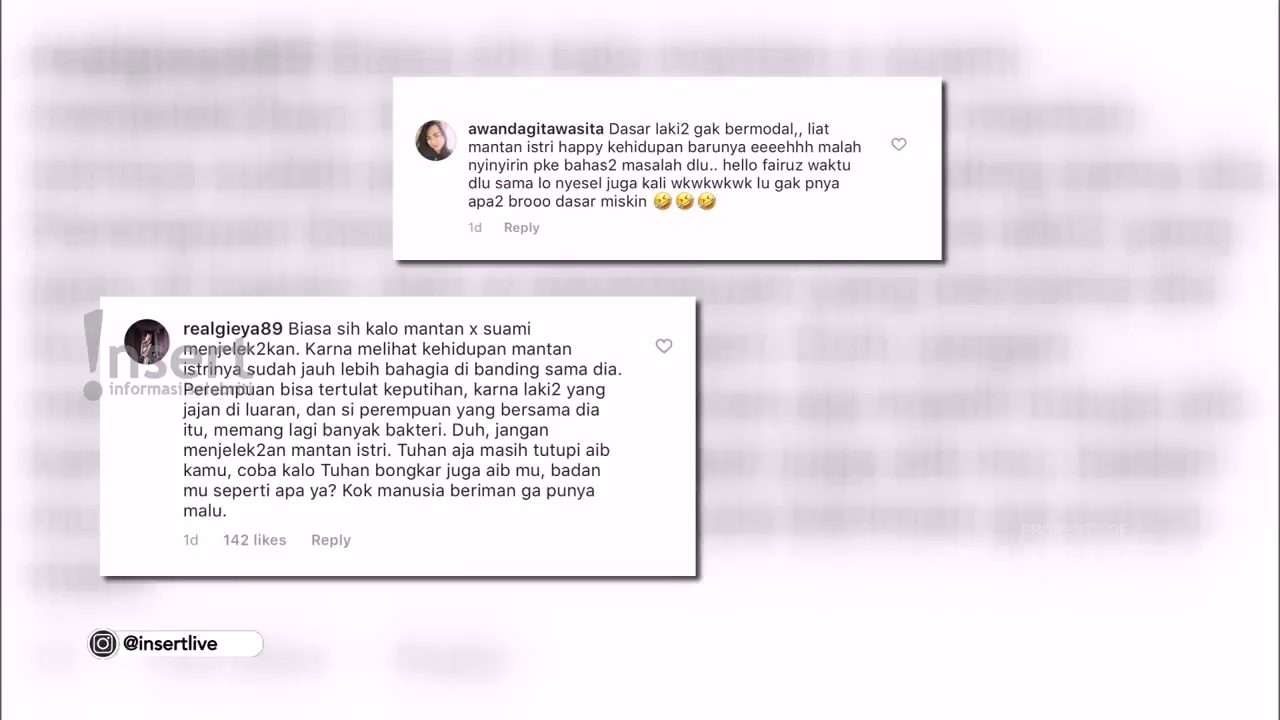 awandagitawasita Dasar laki2 gak bermodal,, liat
mantan istri happy kehidupan barunya eeeehhh malah
nyinyirin pke bahas2 masalah dlu.. hello fairuz waktu
dlu sama lo nyesel juga kali wkwkwkwk lu gak pnya
apa2 brooo dasar miskin 🤣🤣🤣
1d Reply
realgieya89 Biasa sih kalo mantan x suami
menjelek2kan. Karna melihat kehidupan mantan
istrinya sudah jauh lebih bahagia di banding sama dia.
Perempuan bisa tertulat keputihan, karna laki2 yang
jajan di luaran, dan si perempuan yang bersama dia
itu, memang lagi banyak bakteri. Duh, jangan
menjelek2an mantan istri. Tuhan aja masih tutupi aib
kamu, coba kalo Tuhan bongkar juga aib mu, badan
mu seperti apa ya? Kok manusia beriman ga punya
malu.
1d 142 likes Reply
!nsert
informasi selebriti
PROPERTY OF
@insertlive